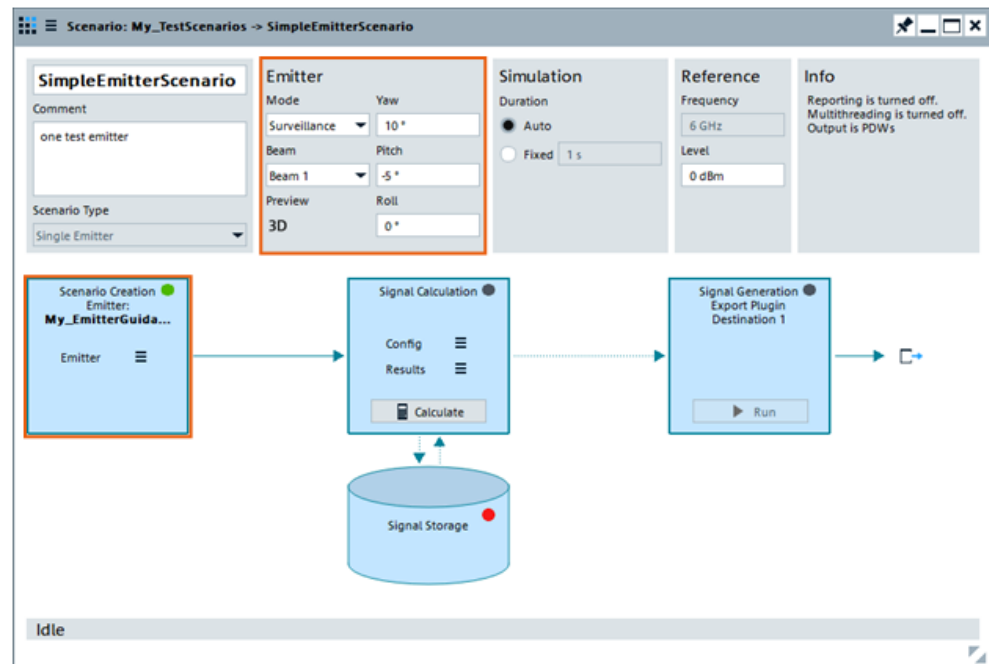 Scenario: My_TestScenarios -> SimpleEmitterScenario
SimpleEmitterScenario
Comment
one test emitter
Scenario Type
Single Emitter
Emitter
Mode
Yaw
Surveillance
10 °
Beam
Pitch
Beam 1
-5 °
Preview
Roll
3D
0 °
Simulation
Duration
Auto
Fixed
1 s
Reference
Frequency
6 GHz
Level
0 dBm
Info
Reporting is turned off.
Multithreading is turned off.
Output is PDWs
Scenario Creation
Emitter:
My_EmitterGuida...
Emitter
Signal Calculation
Config
Results
Calculate
Signal Storage
Signal Generation
Export Plugin
Destination 1
Run
Idle